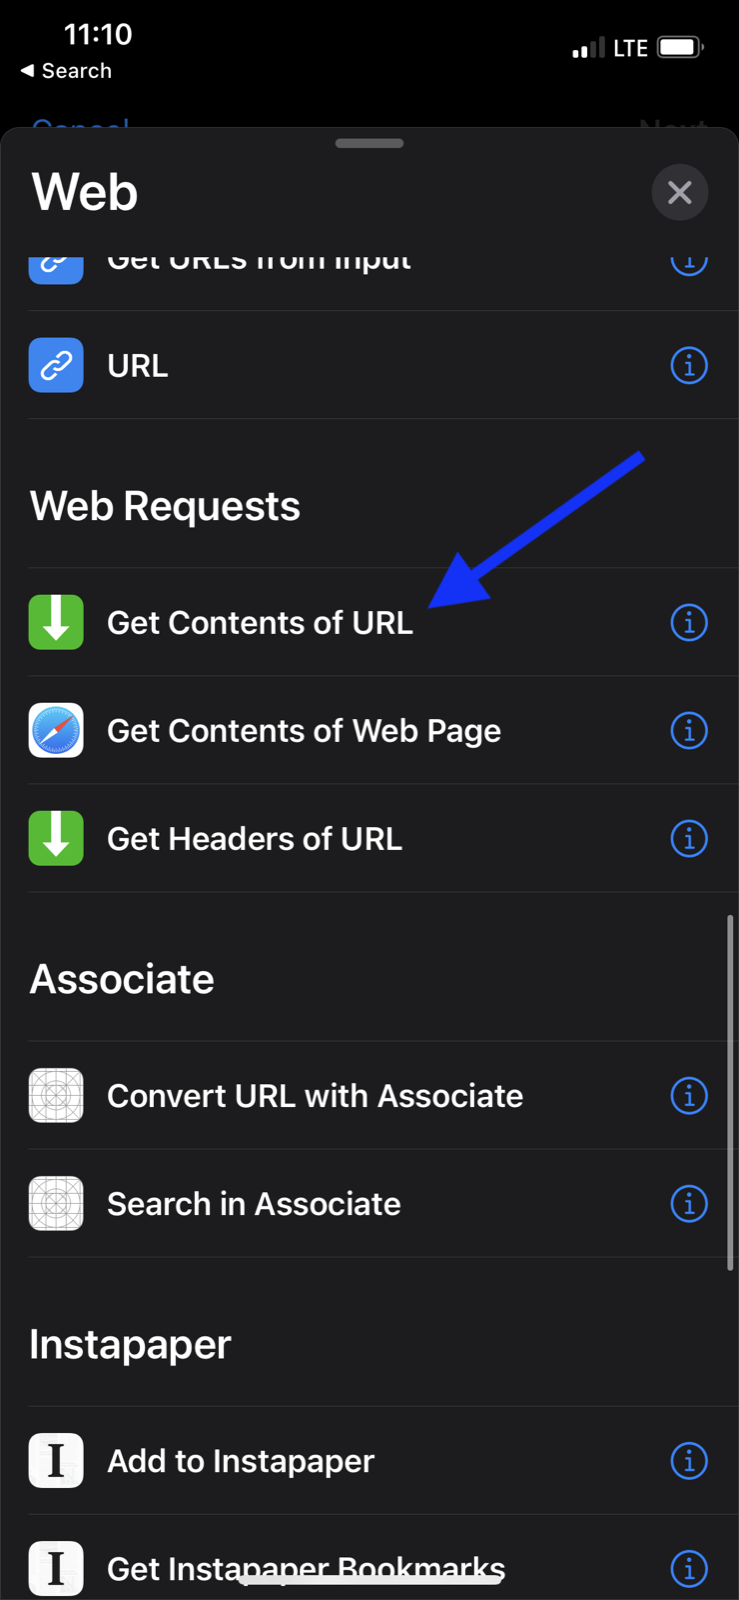 11:10
LTE
Search
Cancel
Next
Web
Get URLs from Input
URL
Web Requests
Get Contents of URL
Get Contents of Web Page
Get Headers of URL
Associate
Convert URL with Associate
Search in Associate
Instapaper
I
Add to Instapaper
I
Get Instapaper Bookmarks